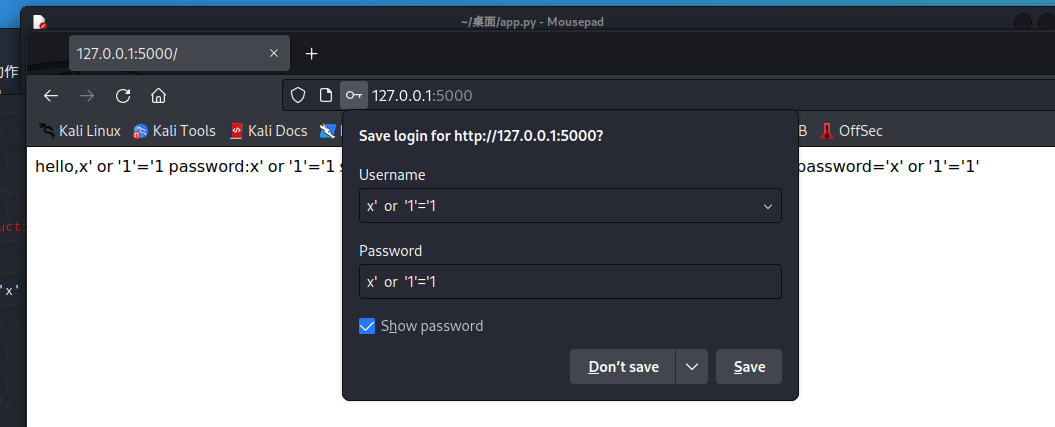 ~/桌面/app.py - Mousepad
127.0.0.1:5000/
作
127.0.0.1:5000
Kali Linux Kali Tools Kali Docs B OffSec
Save login for http://127.0.0.1:5000?
hello,x' or '1'='1 password:x' or '1'='1 password='x' or '1'='1'
Username
x' or '1'='1
uct:
Password
x' or '1'='1
'x'
Show password
Don't save
Save